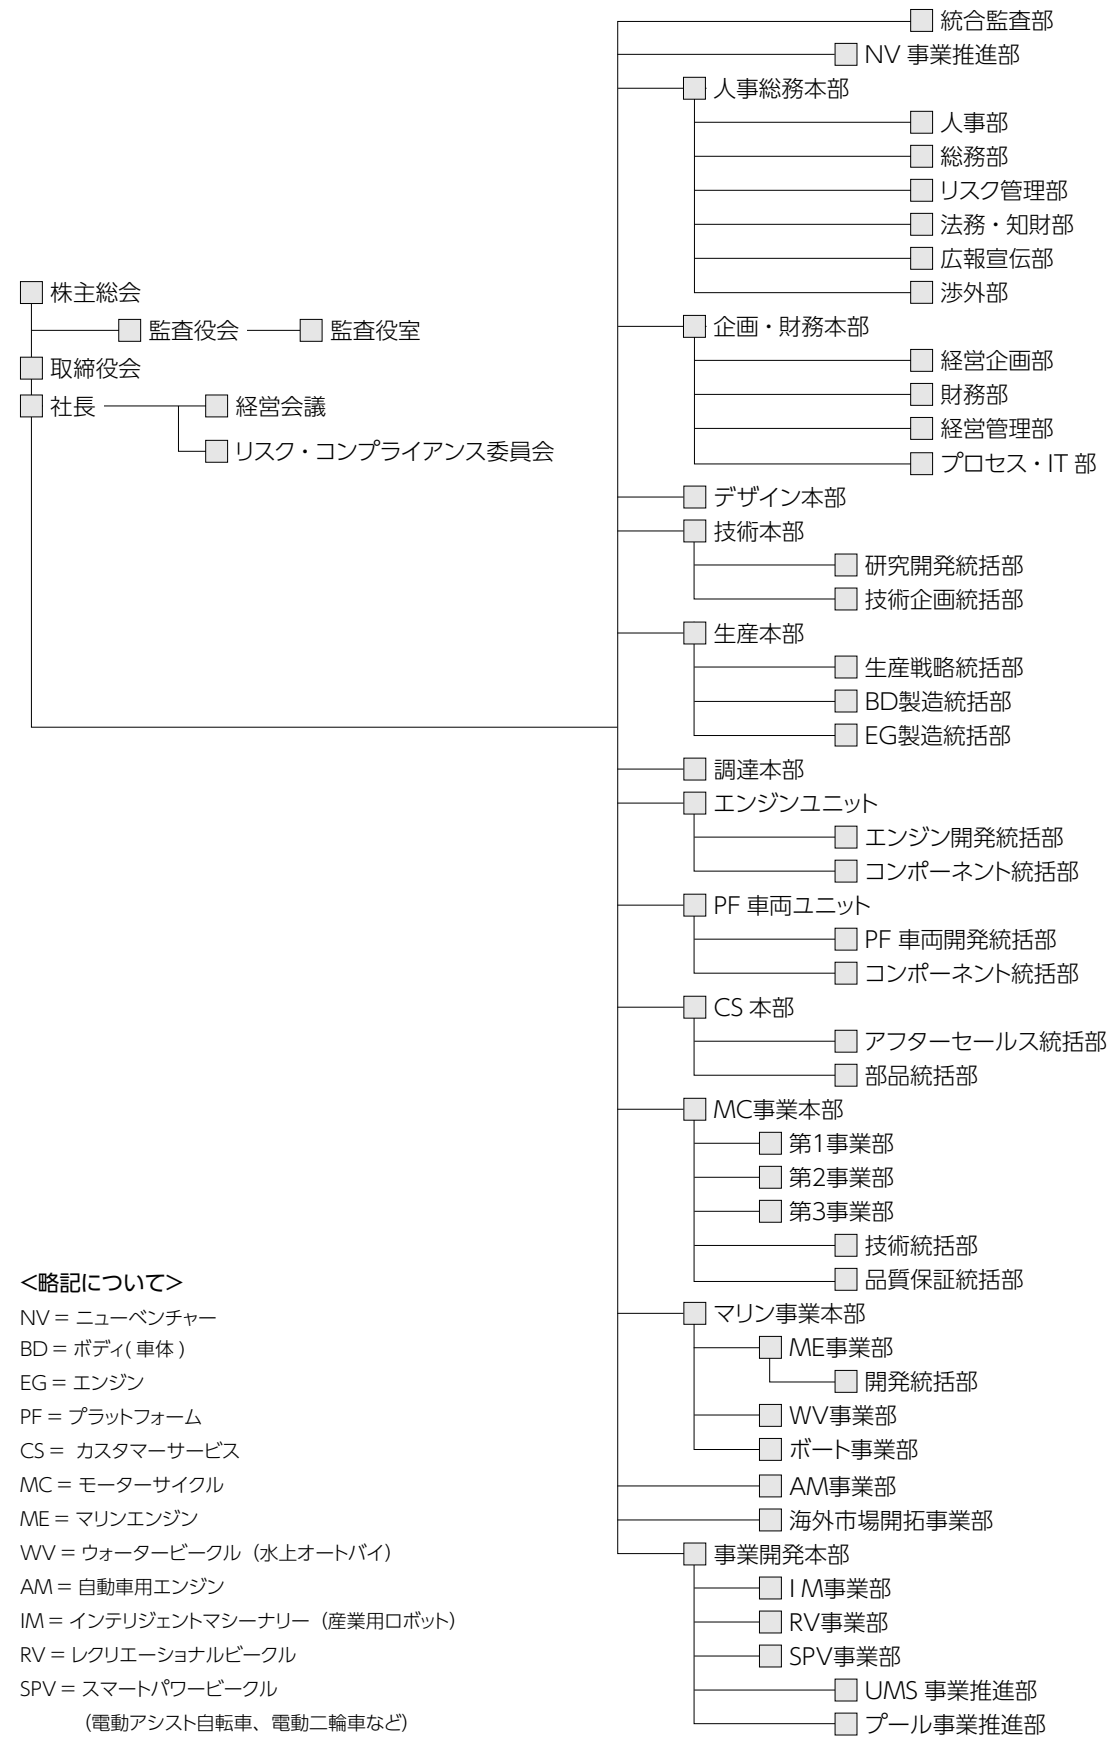 株主総会
監査役会
監査役室
取締役会
社長
経営会議
リスク・コンプライアンス委員会
統合監査部
NV 事業推進部
人事総務本部
人事部
総務部
リスク管理部
法務・知財部
広報宣伝部
渉外部
企画・財務本部
経営企画部
財務部
経営管理部
プロセス・IT 部
デザイン本部
技術本部
研究開発統括部
技術企画統括部
生産本部
生産戦略統括部
BD製造統括部
EG製造統括部
調達本部
エンジンユニット
エンジン開発統括部
コンポーネント統括部
PF 車両ユニット
PF 車両開発統括部
コンポーネント統括部
CS 本部
アフターセールス統括部
部品統括部
MC事業本部
第1事業部
第2事業部
第3事業部
技術統括部
品質保証統括部
マリン事業本部
ME事業部
開発統括部
WV事業部
ボート事業部
AM事業部
海外市場開拓事業部
事業開発本部
IM事業部
RV事業部
SPV事業部
UMS 事業推進部
プール事業推進部
<略記について>
NV = ニューベンチャー
BD = ボディ( 車体 )
EG = エンジン
PF = プラットフォーム
CS = カスタマーサービス
MC = モーターサイクル
ME = マリンエンジン
WV = ウォータービークル（水上オートバイ）
AM = 自動車用エンジン
IM = インテリジェントマシーナリー（産業用ロボット）
RV = レクリエーショナルビークル
SPV = スマートパワービークル
（電動アシスト自転車、電動二輪車など）